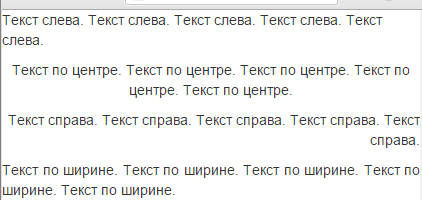 Текст слева. Текст слева. Текст слева. Текст слева. Текст
слева.
Текст по центре. Текст по центре. Текст по центре. Текст по
центре. Текст по центре.
Текст справа. Текст справа. Текст справа. Текст справа. Текст
справа.
Текст по ширине. Текст по ширине. Текст по ширине. Текст по
ширине. Текст по ширине.